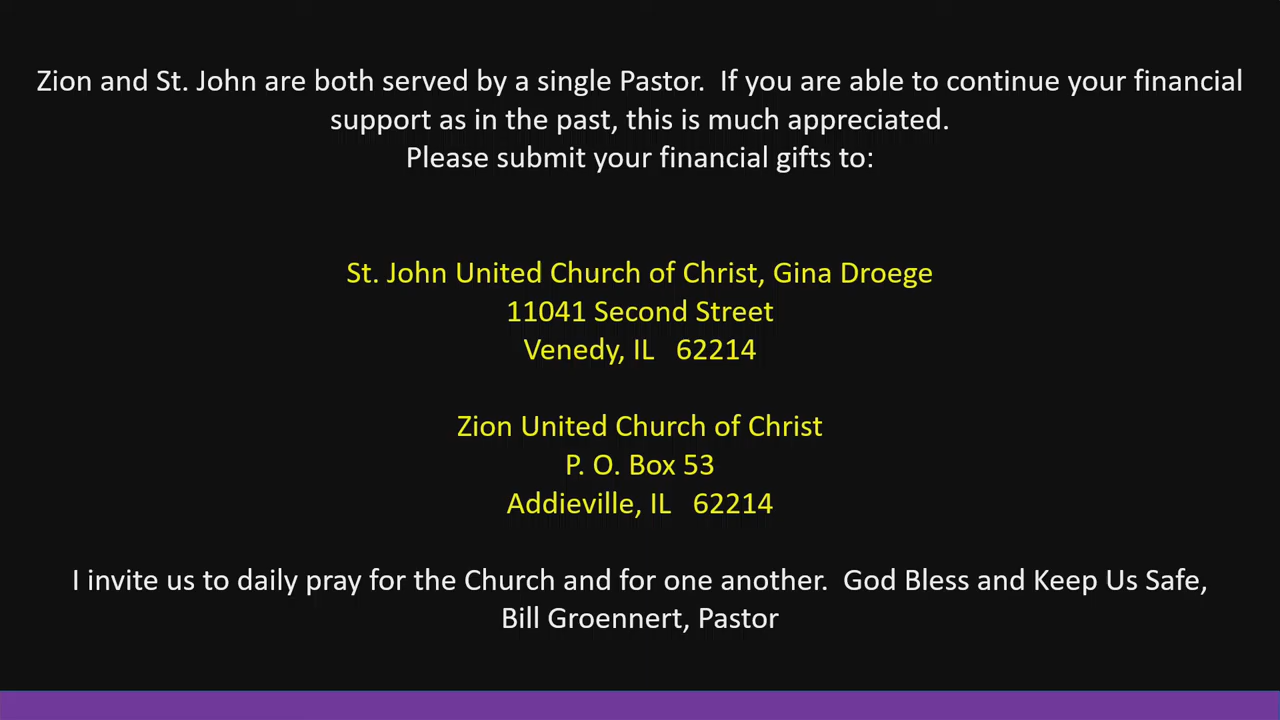 Zion and St. John are both served by a single Pastor.  If you are able to continue your financial
support as in the past, this is much appreciated.
Please submit your financial gifts to:
St. John United Church of Christ, Gina Droege
11041 Second Street
Venedy, IL   62214
Zion United Church of Christ
P. O. Box 53
Addieville, IL   62214
I invite us to daily pray for the Church and for one another.  God Bless and Keep Us Safe,
Bill Groennert, Pastor